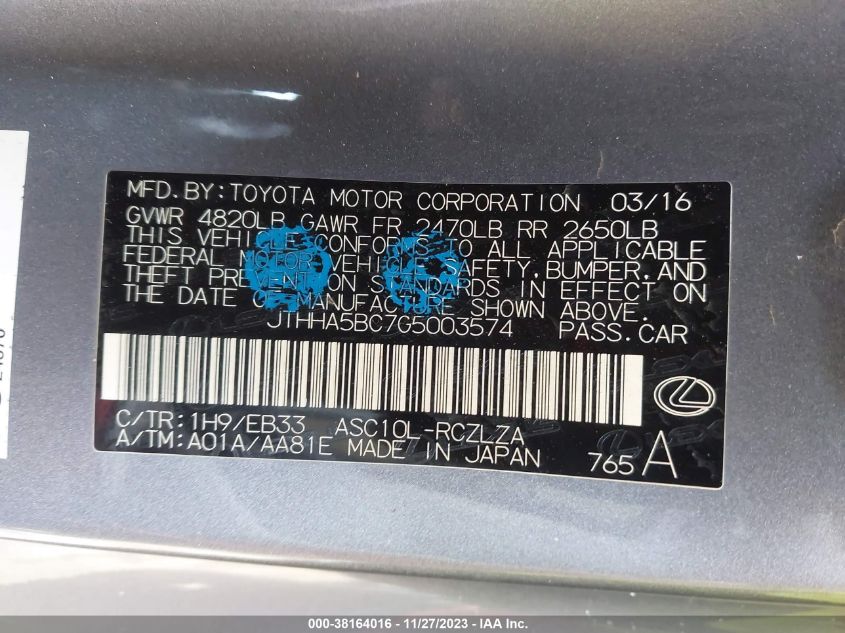 MFD. BY: TOYOTA MOTOR CORPORATION 03/16
GVWR 4820LB GAWR FR 2470LB RR 2650LB
THIS VEHICLE CONFORMS TO ALL APPLICABLE
FEDERAL MOTOR VEHICLE SAFETY, BUMPER, AND
THEFT PREVENTION STANDARDS IN EFFECT ON
THE DATE OF MANUFACTURE SHOWN ABOVE.
JTHHA5BC7G5003574 PASS. CAR
C/TR: 1H9/EB33 ASC10L-RCZLZA
A/TM: A01A/AA81E MADE IN JAPAN 765 A
000-38164016 - 11/27/2023 - IAA Inc.